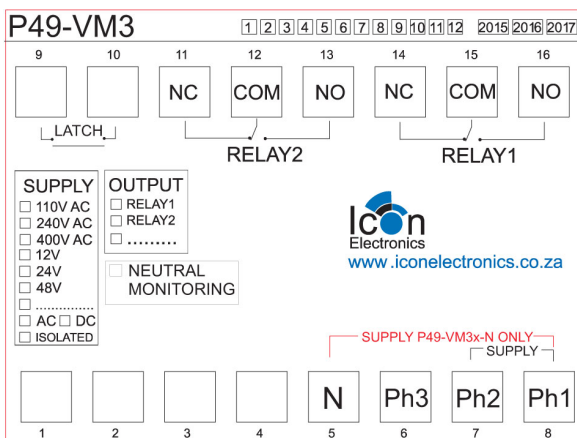 P49-VM3
1 2 3 4 5 6 7 8 9 10 11 12 2015 2016 2017
9 10 11 12 13 14 15 16
NC COM NO NC COM NO
LATCH
RELAY2 RELAY1
SUPPLY
110V AC
240V AC
400V AC
12V
24V
48V
...............
AC DC
ISOLATED
OUTPUT
RELAY1
RELAY2
.........
NEUTRAL
MONITORING
Icon
Electronics
www.iconelectronics.co.za
SUPPLY P49-VM3x-N ONLY
SUPPLY
N Ph3 Ph2 Ph1
1 2 3 4 5 6 7 8